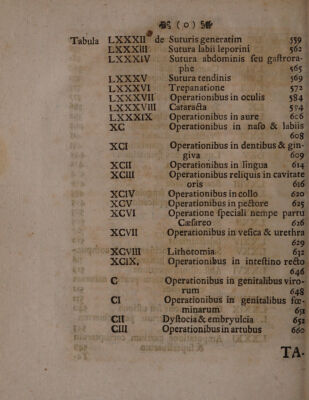 ( o )
Tabula LXXXII de Suturis generatim 559
LXXXIII Sutura labii leporini 562
LXXXIV Sutura abdominis seu gastrora-
phe 565
LXXXV Sutura tendinis 569
LXXXVI Trepanatione 572
LXXXVII Operationibus in oculis 584
LXXXVIII Cataracta 594
LXXXIX Operationibus in aure 606
XC Operationibus in naso & labiis
608
XCI Operationibus in dentibus & gin-
giva 609
XCII Operationibus in lingua 614
XCIII Operationibus reliquis in cavitate
oris 616
XCIV Operationibus in collo 620
XCV Operationibus in pectore 625
XCVI Operatione speciali nempe partu
Cæsareo 626
XCVII Operationibus in vesica & urethra
629
XCVIII Lithotomia 632
XCIX. Operationibus in intestino recto
646
C Operationibus in genitalibus viro-
rum 648
CI Operationibus in genitalibus fœ-
minarum 651
CII Dystocia & embryulcia 652
CIII Operationibus in artubus 660
TA-